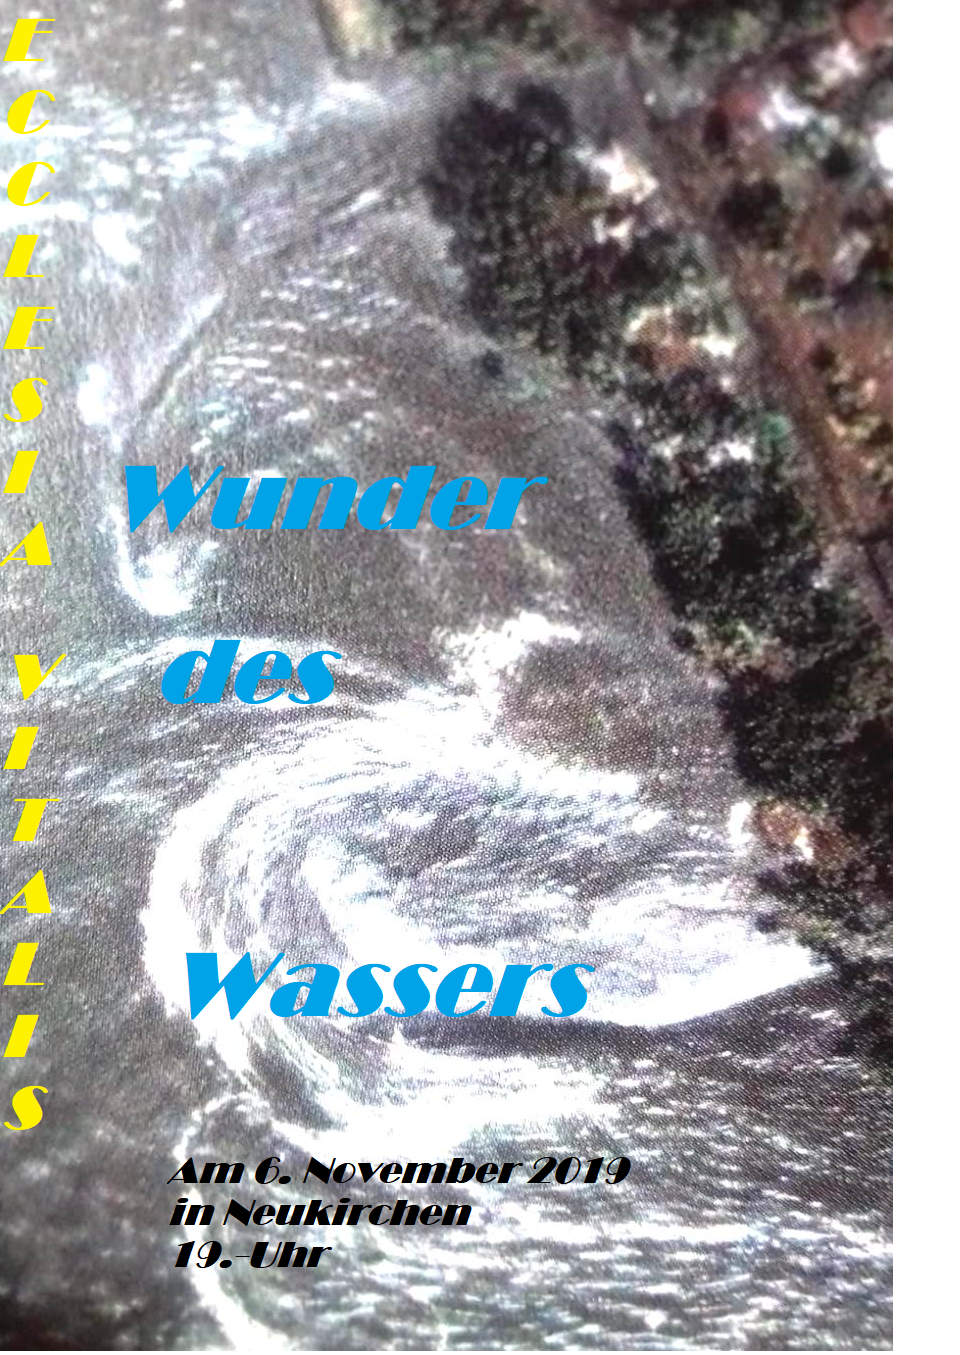 ECCLESIA VITALIS
Wunder
des
Wassers
Am 6. November 2019
in Neukirchen
19.-Uhr